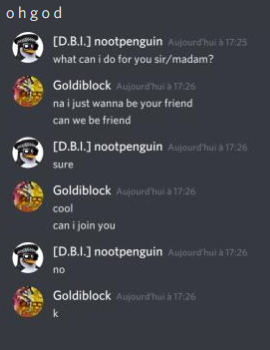 o h g o d
[D.B.I.] nootpenguin Aujourd'hui à 17:25
what can i do for you sir/madam?
Goldiblock Aujourd'hui à 17:26
na i just wanna be your friend
can we be friend
[D.B.I.] nootpenguin Aujourd'hui à 17:26
sure
Goldiblock Aujourd'hui à 17:26
cool
can i join you
[D.B.I.] nootpenguin Aujourd'hui à 17:26
no
Goldiblock Aujourd'hui à 17:26
k